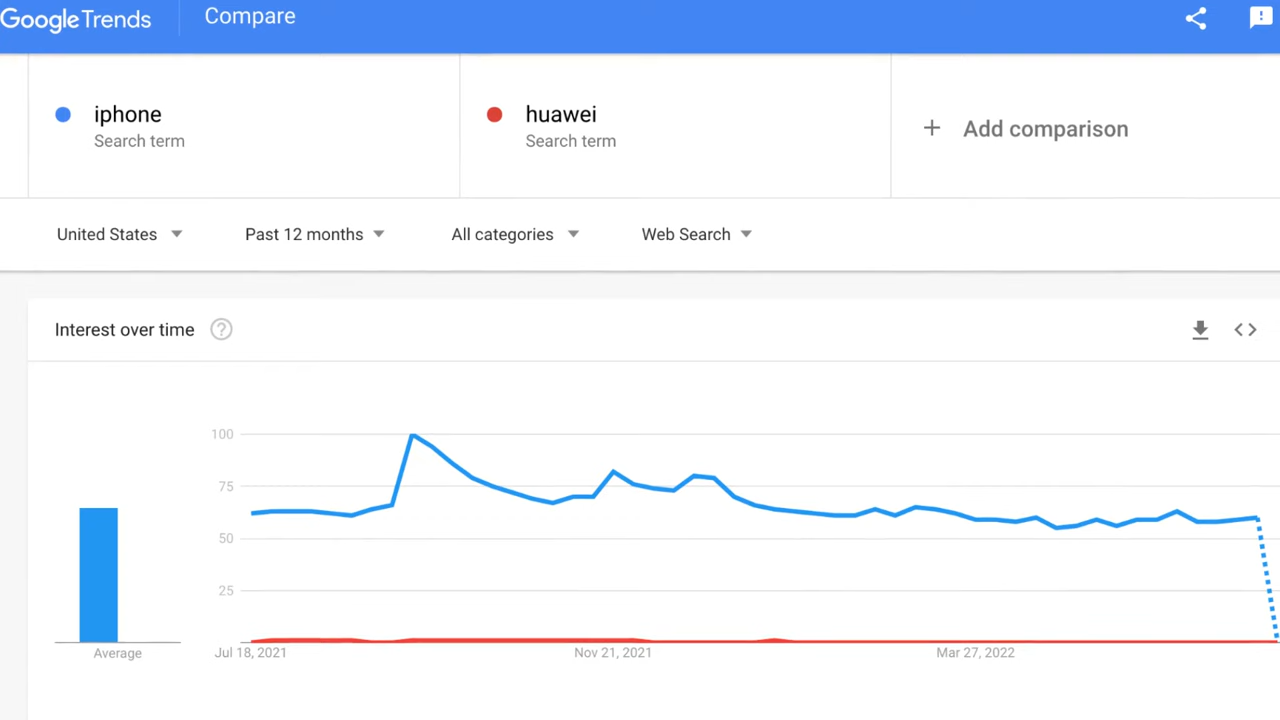 Google Trends Compare
iphone
Search term
huawei
Search term
+ Add comparison
United States Past 12 months All categories Web Search
Interest over time ?
100
75
50
25
Average
Jul 18, 2021 Nov 21, 2021 Mar 27, 2022